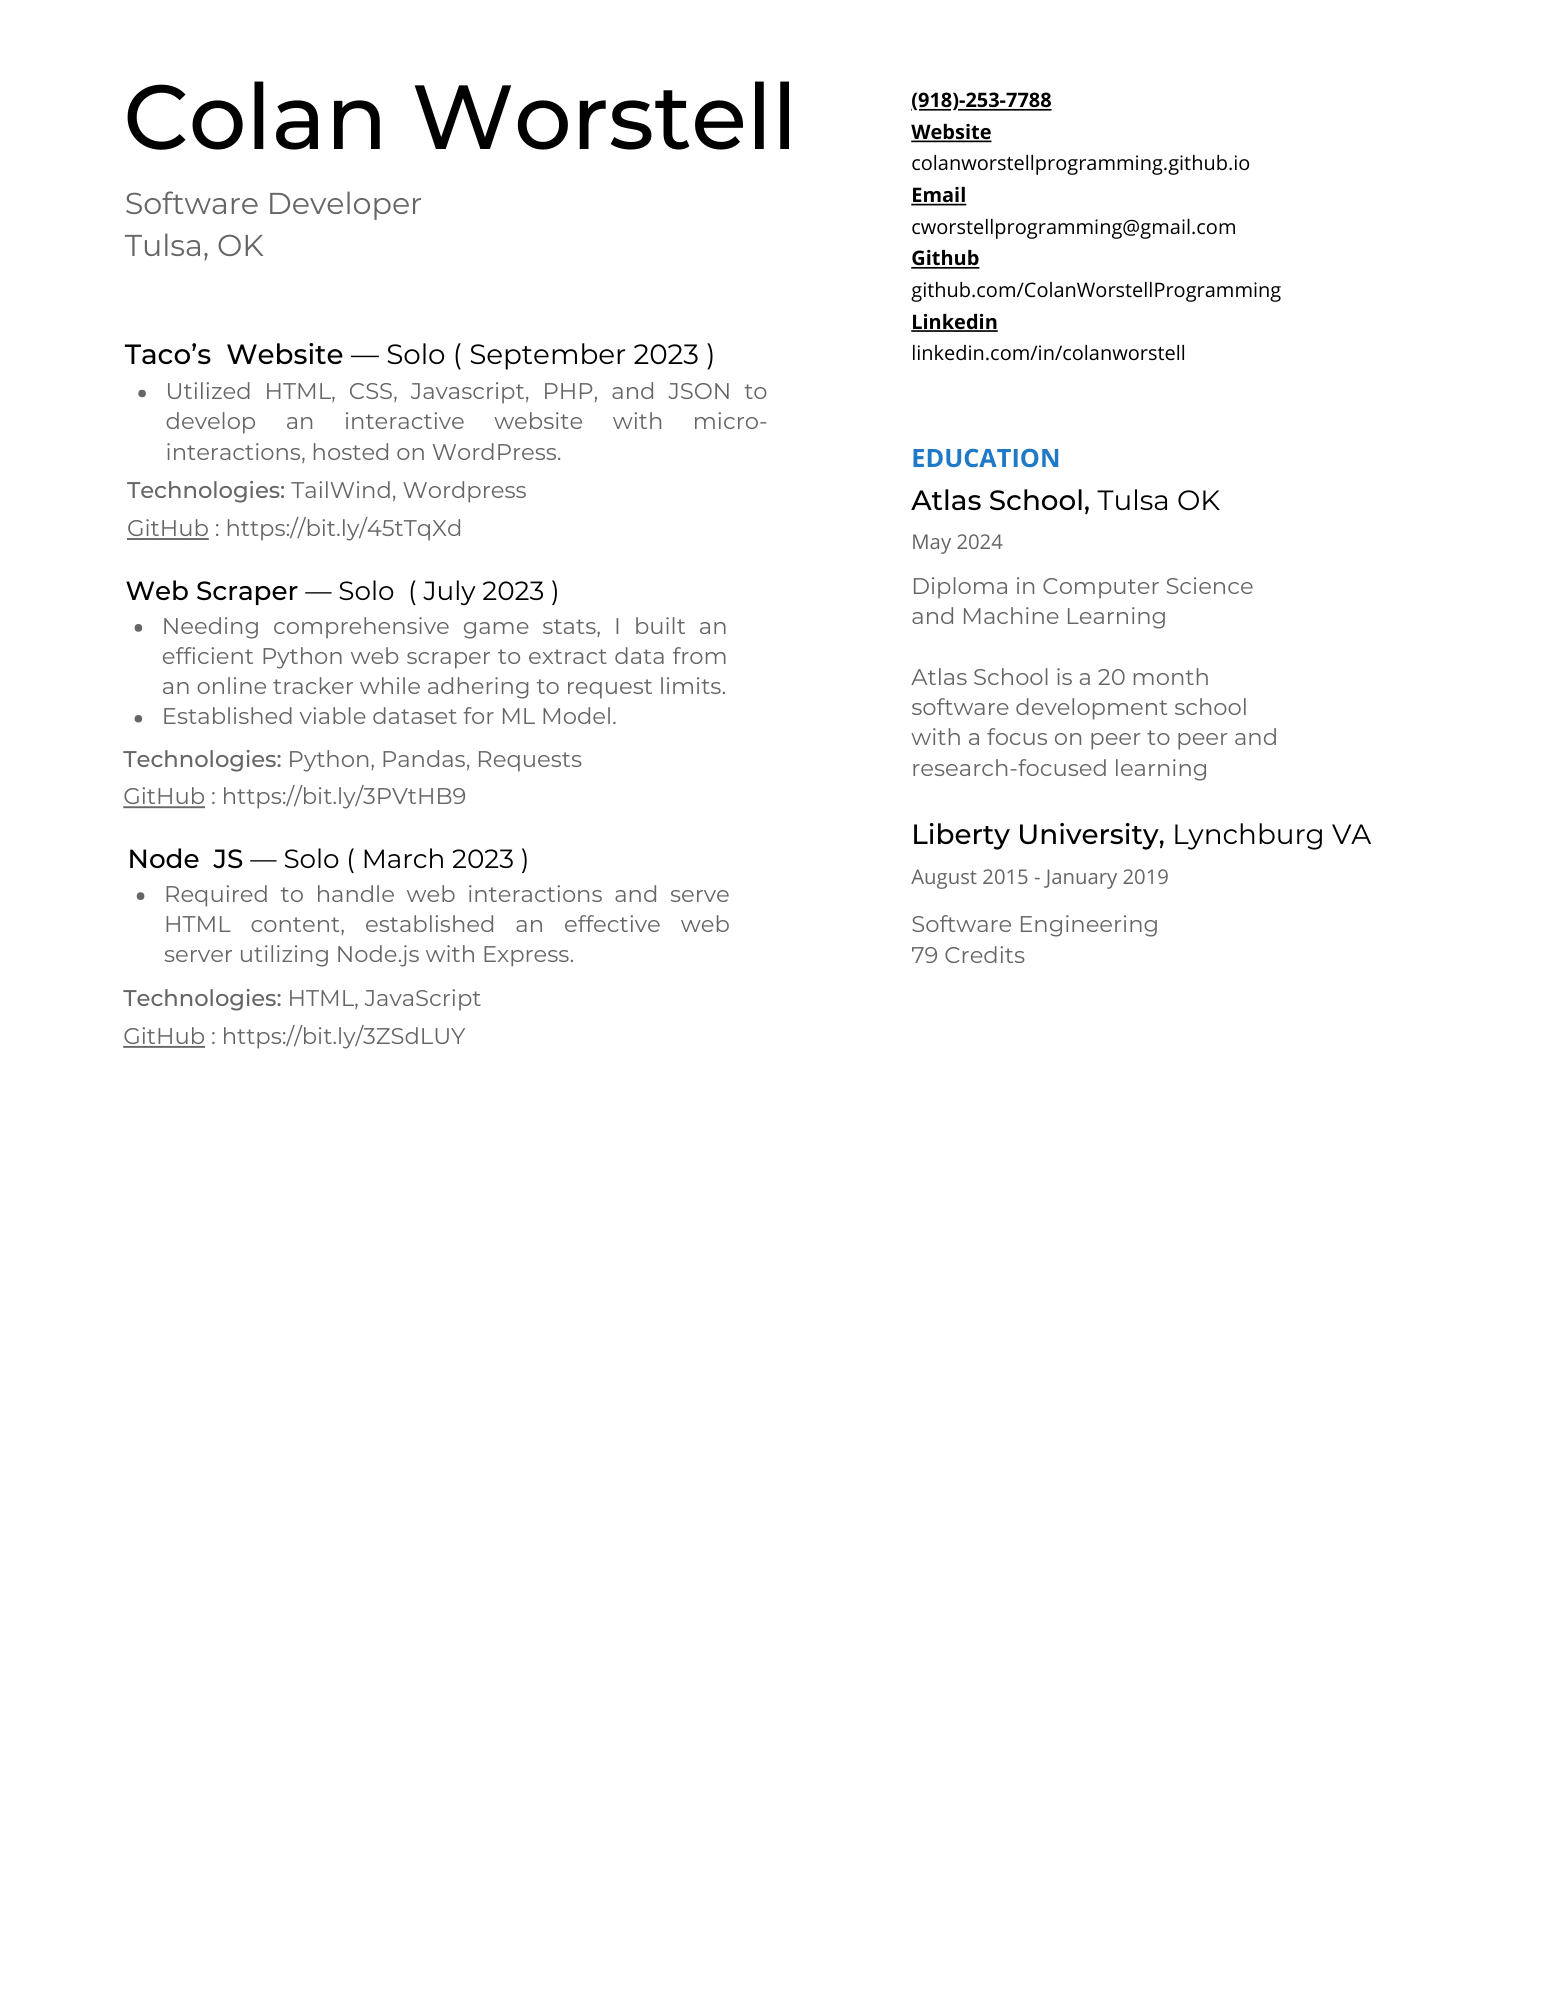 Colan Worstell
Software Developer
Tulsa, OK
Taco’s  Website — Solo ( September 2023 )
• Utilized HTML, CSS, Javascript, PHP, and JSON to
develop an interactive website with micro-
interactions, hosted on WordPress.
Technologies: TailWind, Wordpress
GitHub : https://bit.ly/45tTqXd
Web Scraper — Solo  ( July 2023 )
• Needing comprehensive game stats, I built an
efficient Python web scraper to extract data from
an online tracker while adhering to request limits.
• Established viable dataset for ML Model.
Technologies: Python, Pandas, Requests
GitHub : https://bit.ly/3PVtHB9
Node  JS — Solo ( March 2023 )
• Required to handle web interactions and serve
HTML content, established an effective web
server utilizing Node.js with Express.
Technologies: HTML, JavaScript
GitHub : https://bit.ly/3ZSdLUY
(918)-253-7788
Website
colanworstellprogramming.github.io
Email
cworstellprogramming@gmail.com
Github
github.com/ColanWorstellProgramming
Linkedin
linkedin.com/in/colanworstell
EDUCATION
Atlas School, Tulsa OK
May 2024
Diploma in Computer Science
and Machine Learning
Atlas School is a 20 month
software development school
with a focus on peer to peer and
research-focused learning
Liberty University, Lynchburg VA
August 2015 - January 2019
Software Engineering
79 Credits